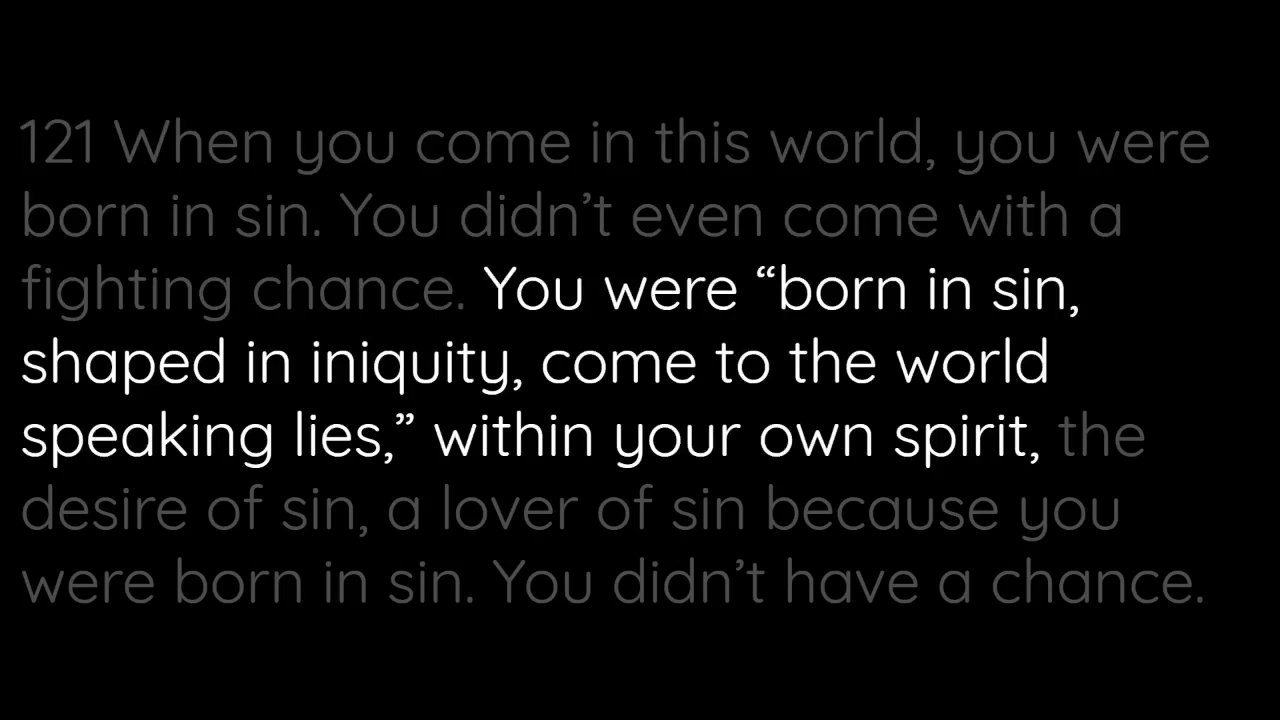 121 When you come in this world, you were
born in sin. You didn’t even come with a
fighting chance. You were “born in sin,
shaped in iniquity, come to the world
speaking lies,” within your own spirit, the
desire of sin, a lover of sin because you
were born in sin. You didn’t have a chance.